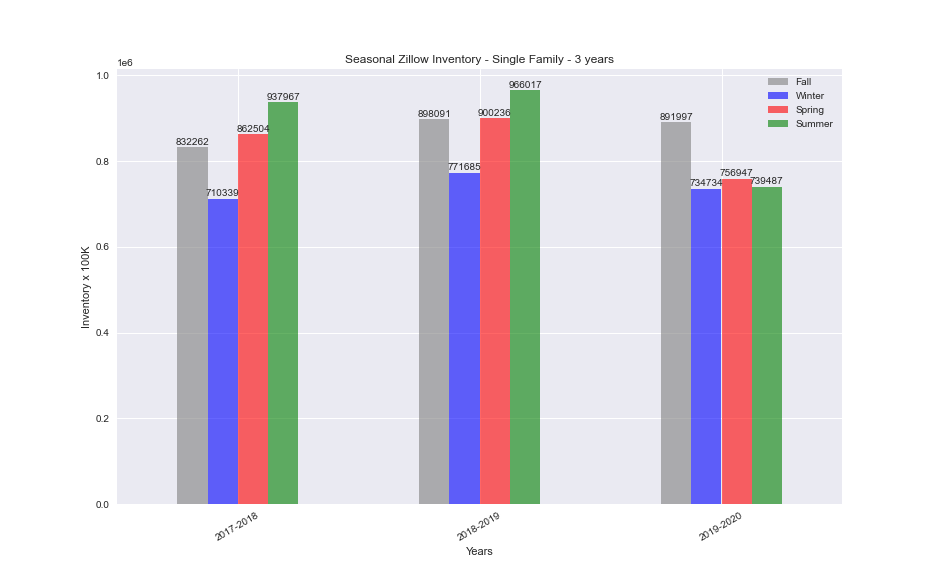 Seasonal Zillow Inventory - Single Family - 3 years
1e6
1.0
0.8
0.6
0.4
0.2
0.0
Inventory x 100K
832262
710339
862504
937967
898091
771685
900236
966017
891997
734734
756947
739487
Fall
Winter
Spring
Summer
2017-2018
2018-2019
2019-2020
Years